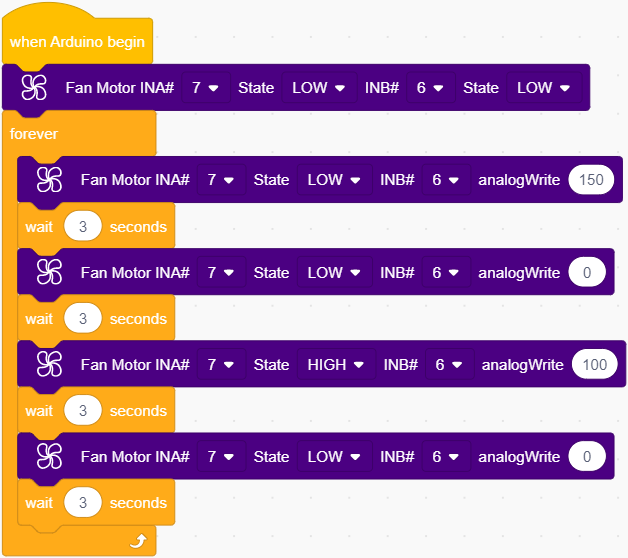 when Arduino begin
Fan Motor INA# 7 State LOW INB# 6 State LOW
forever
Fan Motor INA# 7 State LOW INB# 6 analogWrite 150
wait 3 seconds
Fan Motor INA# 7 State LOW INB# 6 analogWrite 0
wait 3 seconds
Fan Motor INA# 7 State HIGH INB# 6 analogWrite 100
wait 3 seconds
Fan Motor INA# 7 State LOW INB# 6 analogWrite 0
wait 3 seconds